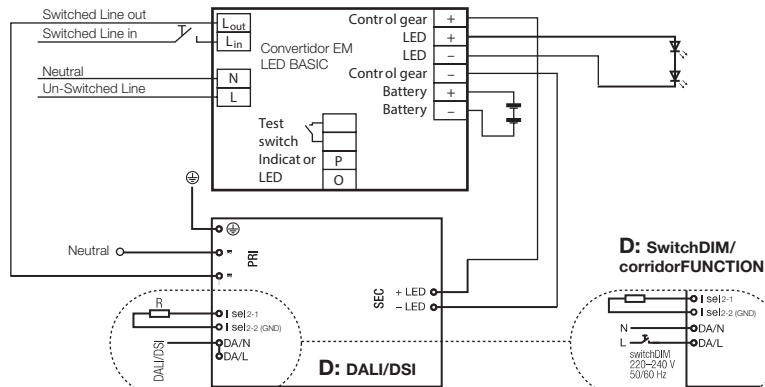 Switched Line out
Switched Line in
Neutral
Un-Switched Line
Lout
Lin
N
L
Convertidor EM
LED BASIC
Test
switch
Indicat or
LED
P
O
Control gear +
LED +
LED −
Control gear −
Battery +
Battery −
Neutral
PRI
SEC
+ LED
− LED
R
I sel2-1
I sel2-2 (GND)
DA/N
DA/L
DALI/DSI
D: DALI/DSI
D: SwitchDIM/
corridorFUNCTION
I sel2-1
I sel2-2 (GND)
N
DA/N
L
DA/L
switchDIM
220–240 V
50/60 Hz